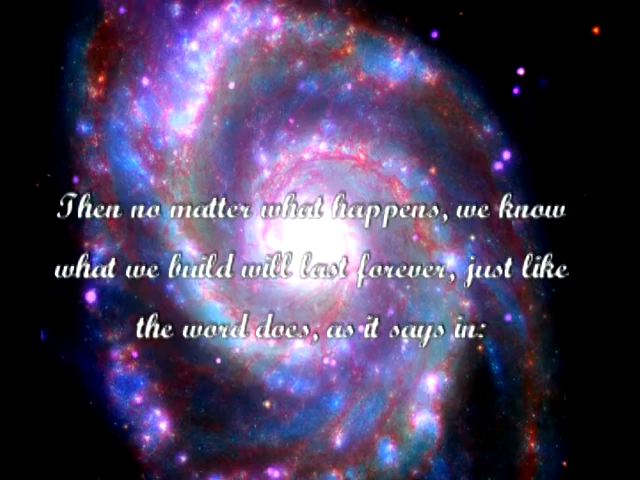 Then no matter what happens, we know
what we build will last forever, just like
the word does, as it says in: